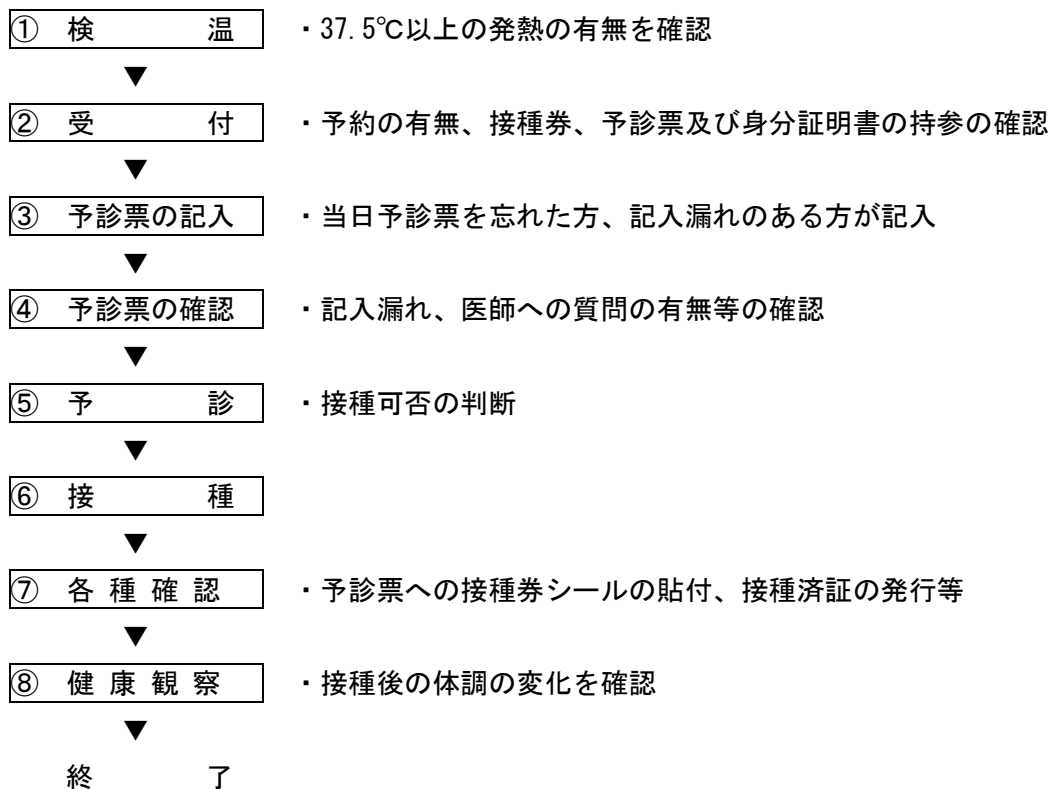 ① 検 温 ・37.5℃以上の発熱の有無を確認
▼
② 受 付 ・予約の有無、接種券、予診票及び身分証明書の持参の確認
▼
③ 予診票の記入 ・当日予診票を忘れた方、記入漏れのある方が記入
▼
④ 予診票の確認 ・記入漏れ、医師への質問の有無等の確認
▼
⑤ 予 診 ・接種可否の判断
▼
⑥ 接 種
▼
⑦ 各 種 確 認 ・予診票への接種券シールの貼付、接種済証の発行等
▼
⑧ 健 康 観 察 ・接種後の体調の変化を確認
▼
終 了